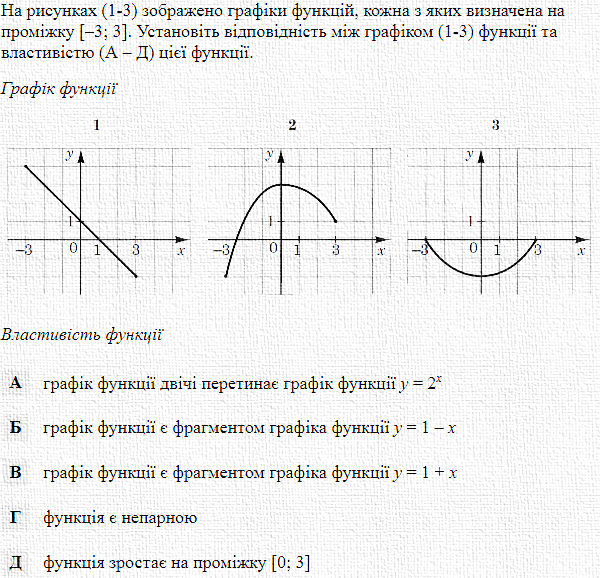 На рисунках (1-3) зображено графіки функцій, кожна з яких визначена на
проміжку [–3; 3]. Установіть відповідність між графіком (1-3) функції та
властивістю (А – Д) цієї функції.
Графік функції
1 2 3
y y y
1 1 1
–3 0 1 3 x –3 0 1 3 x –3 0 1 3 x
Властивість функції
А графік функції двічі перетинає графік функції y = 2ˣ
Б графік функції є фрагментом графіка функції y = 1 – x
В графік функції є фрагментом графіка функції y = 1 + x
Г функція є непарною
Д функція зростає на проміжку [0; 3]